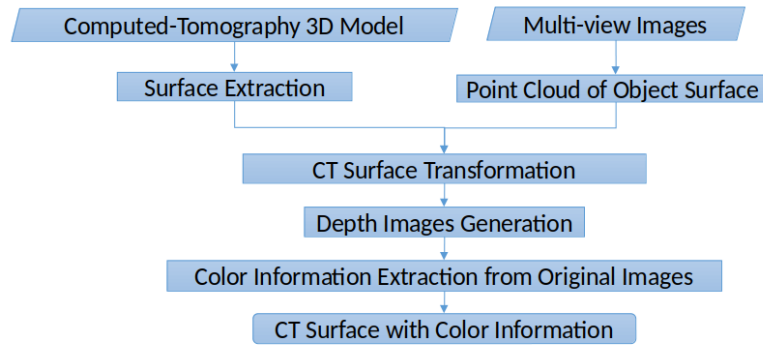 Computed-Tomography 3D Model
Multi-view Images
Surface Extraction
Point Cloud of Object Surface
CT Surface Transformation
Depth Images Generation
Color Information Extraction from Original Images
CT Surface with Color Information